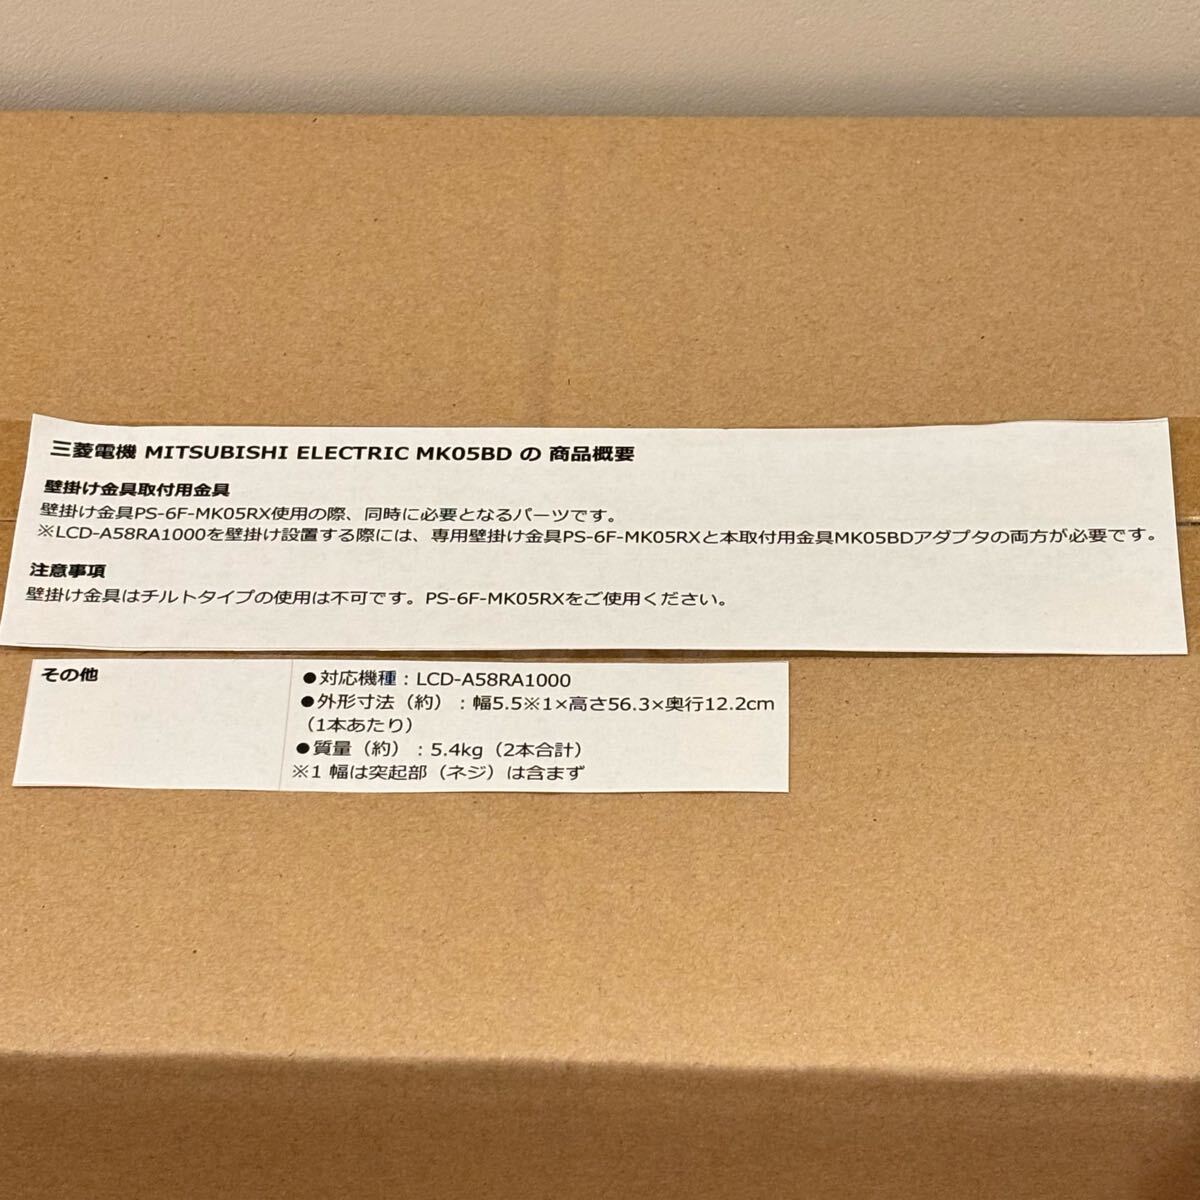 三菱電機 MITSUBISHI ELECTRIC MK05BD の 商品概要
壁掛け金具取付用金具
壁掛け金具PS-6F-MK05RX使用の際、同時に必要となるパーツです。
※LCD-A58RA1000を壁掛け設置する際には、専用壁掛け金具PS-6F-MK05RXと本取付用金具MK05BDアダプタの両方が必要です。
注意事項
壁掛け金具はチルトタイプの使用は不可です。PS-6F-MK05RXをご使用ください。
その他
●対応機種：LCD-A58RA1000
●外形寸法（約）：幅5.5※1×高さ56.3×奥行12.2cm
（1本あたり）
●質量（約）：5.4kg（2本合計）
※1 幅は突起部（ネジ）は含まず